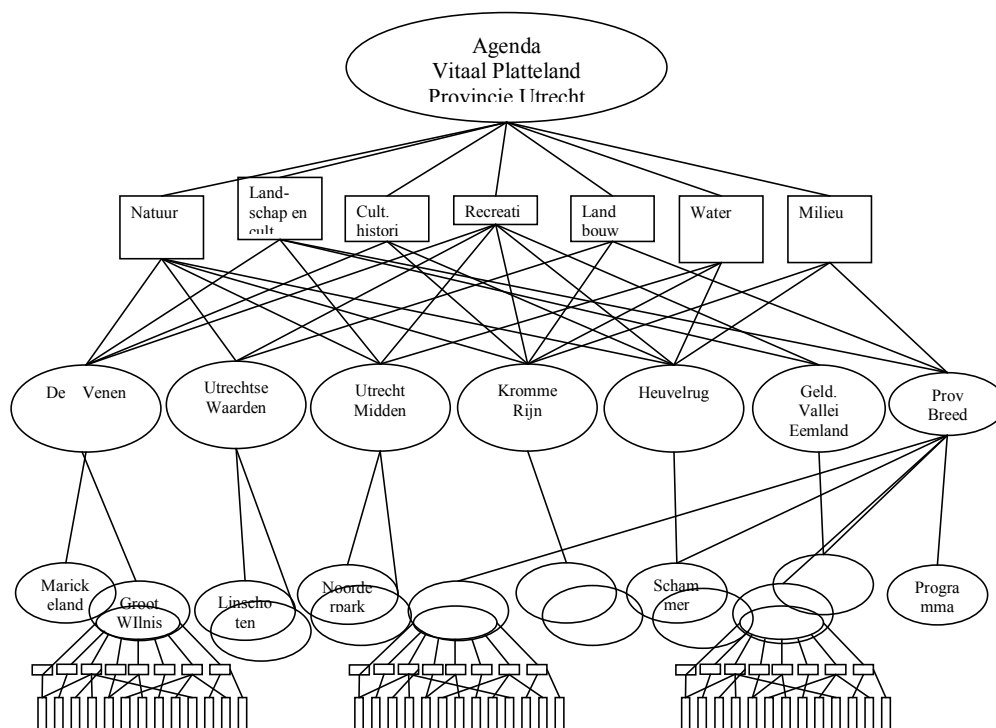 Agenda
Vitaal Platteland
Provincie Utrecht
Natuur
Land-
schap en
cult
Cult.
histori
Recreati
Land
bouw
Water
Milieu
De Venen
Utrechtse
Waarden
Utrecht
Midden
Kromme
Rijn
Heuvelrug
Geld.
Vallei
Eemland
Prov
Breed
Marick
eland
Groot
WIlnis
Linscho
ten
Noorde
rpark
Scham
mer
Progra
mma